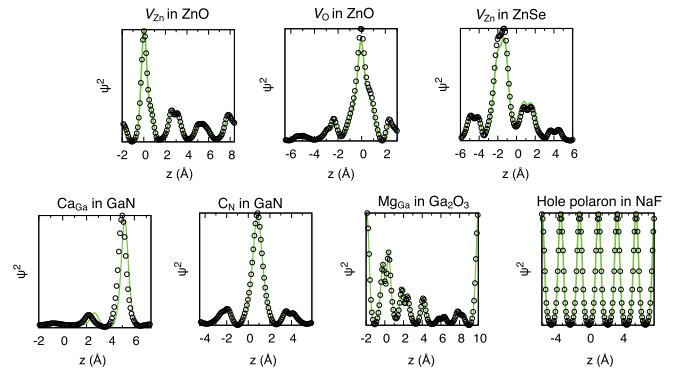 V_Zn in ZnO
V_O in ZnO
V_Zn in ZnSe
ψ²
ψ²
ψ²
-2 0 2 4 6 8
-6 -4 -2 0 2
-6 -4 -2 0 2 4 6
z (Å)
z (Å)
z (Å)
Ca_Ga in GaN
C_N in GaN
Mg_Ga in Ga₂O₃
Hole polaron in NaF
ψ²
ψ²
ψ²
ψ²
-2 0 2 4 6
-4 -2 0 2 4
-2 0 2 4 6 8 10
-4 0 4
z (Å)
z (Å)
z (Å)
z (Å)